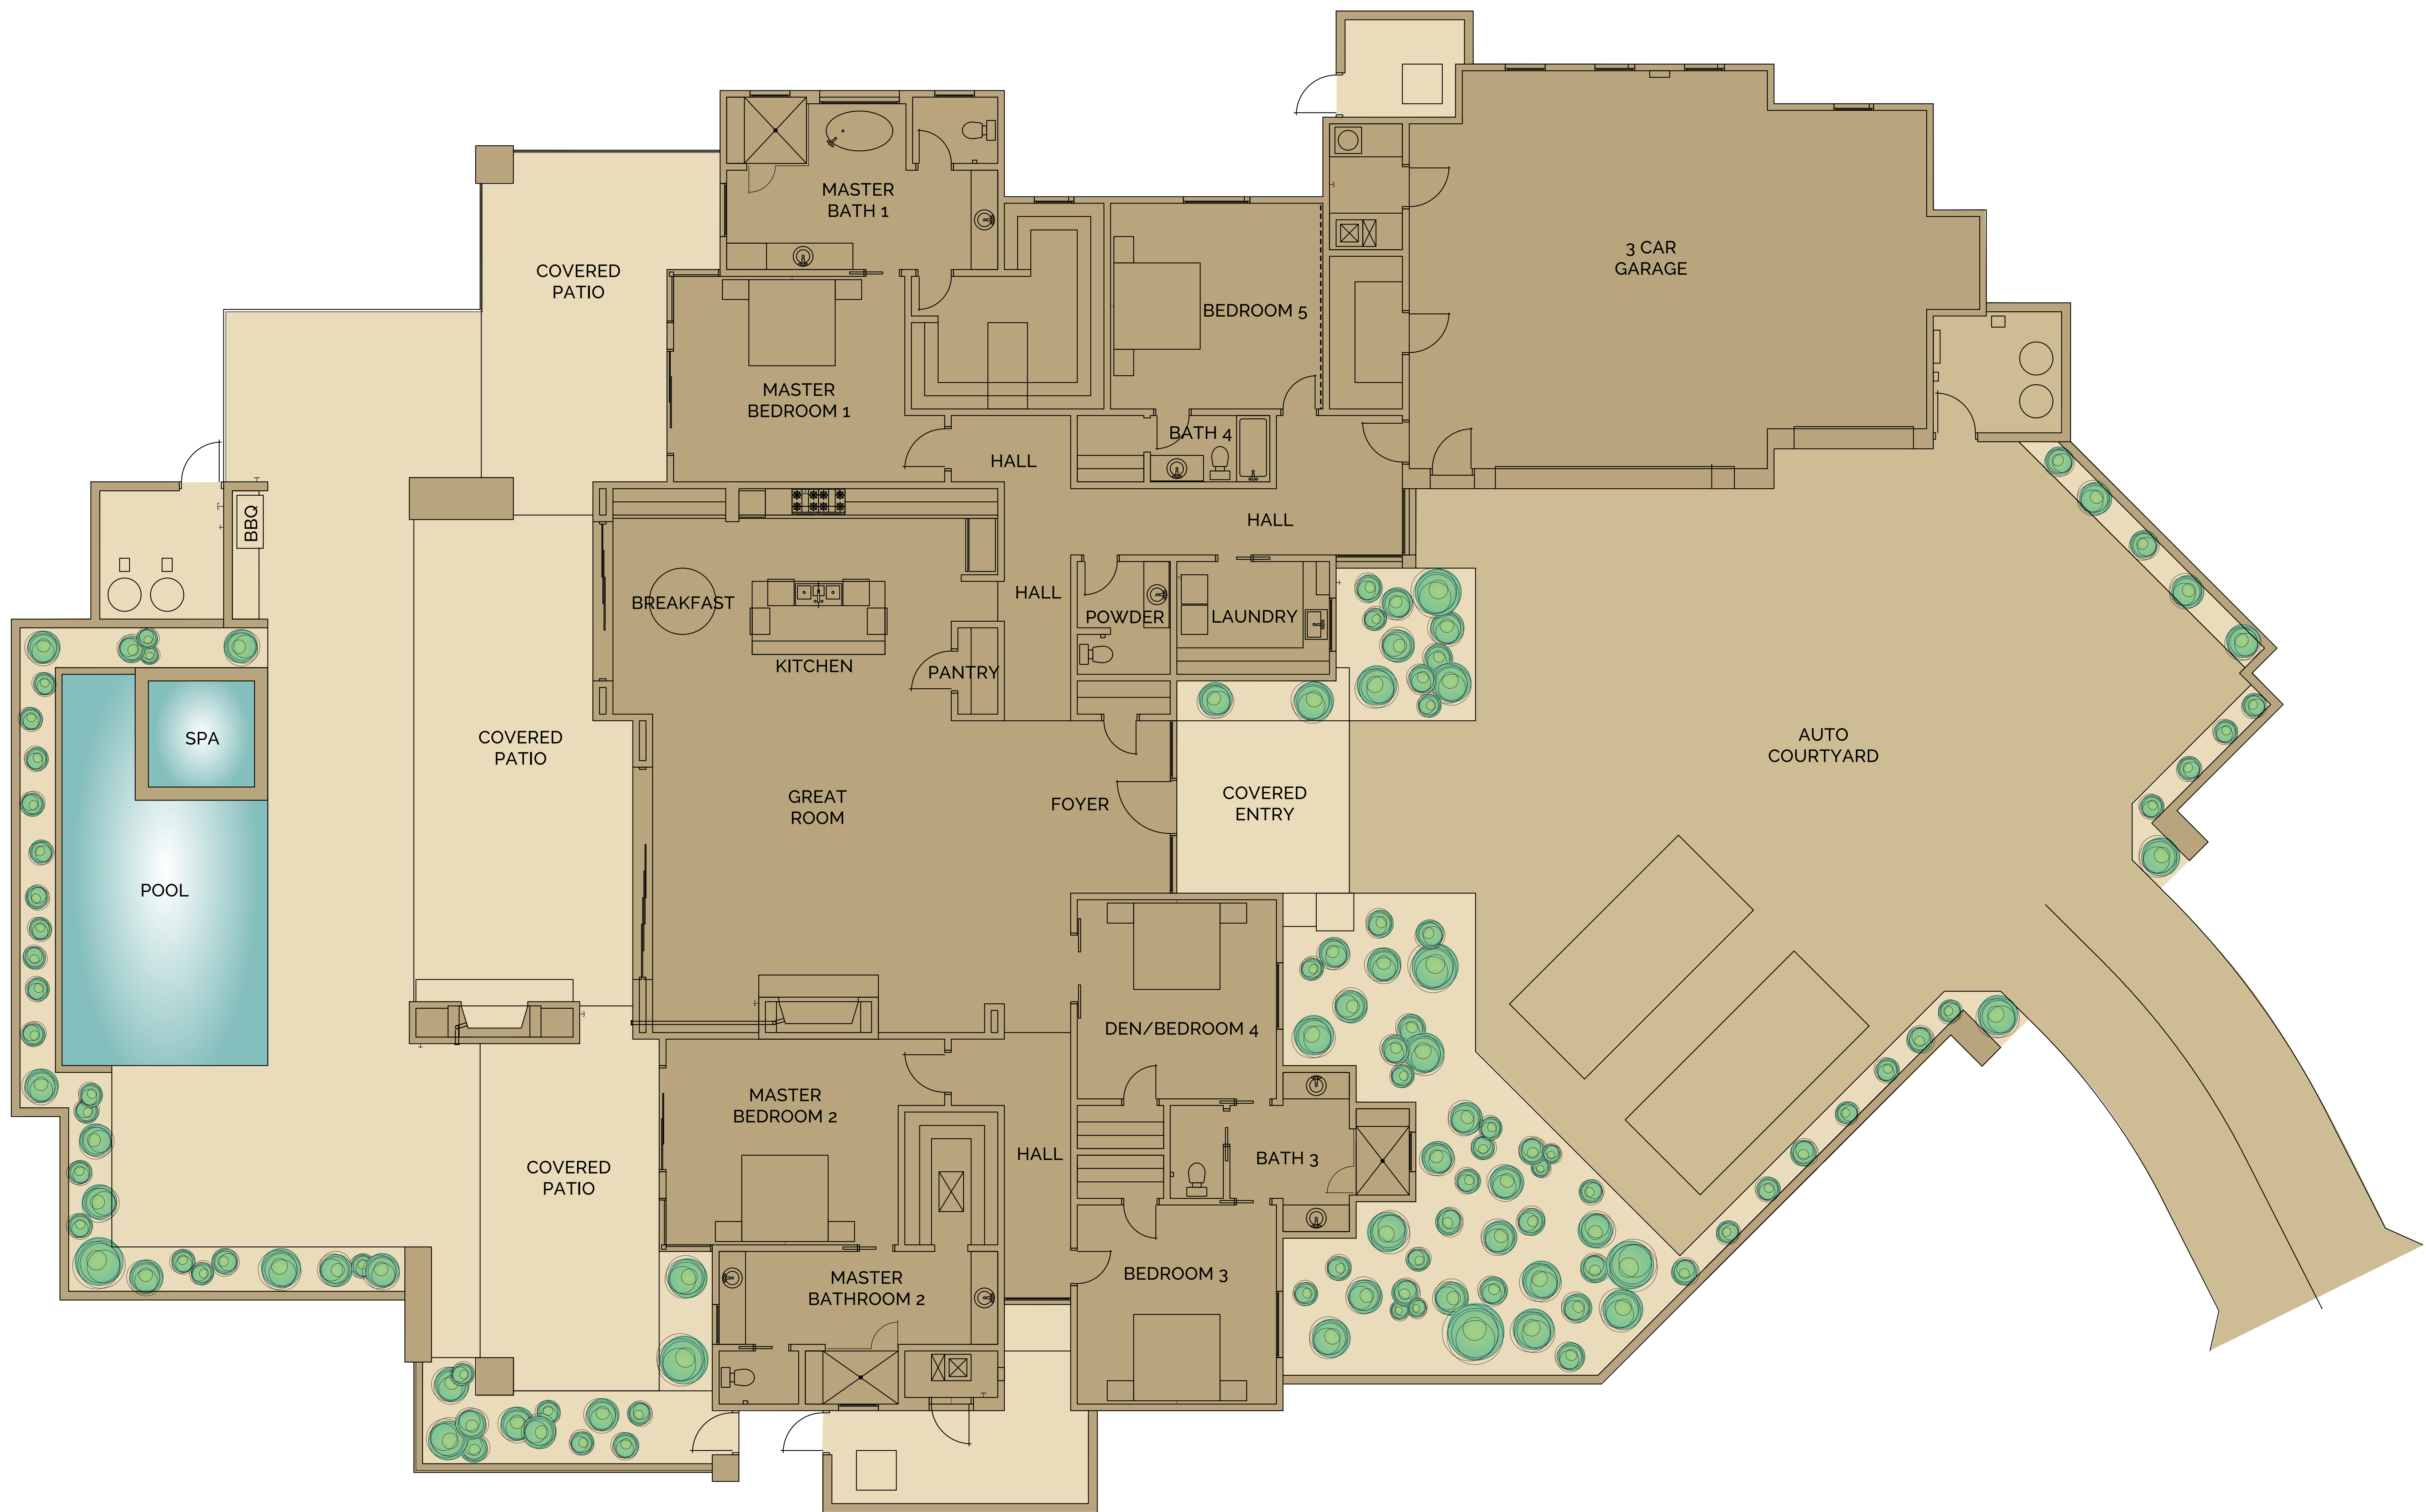 MASTER
BATH 1
COVERED
PATIO
3 CAR
GARAGE
BEDROOM 5
MASTER
BEDROOM 1
BATH 4
HALL
HALL
BBQ
BREAKFAST
HALL
POWDER
LAUNDRY
KITCHEN
PANTRY
SPA
COVERED
PATIO
AUTO
COURTYARD
GREAT
ROOM
FOYER
COVERED
ENTRY
POOL
DEN/BEDROOM 4
MASTER
BEDROOM 2
COVERED
PATIO
HALL
BATH 3
MASTER
BATHROOM 2
BEDROOM 3